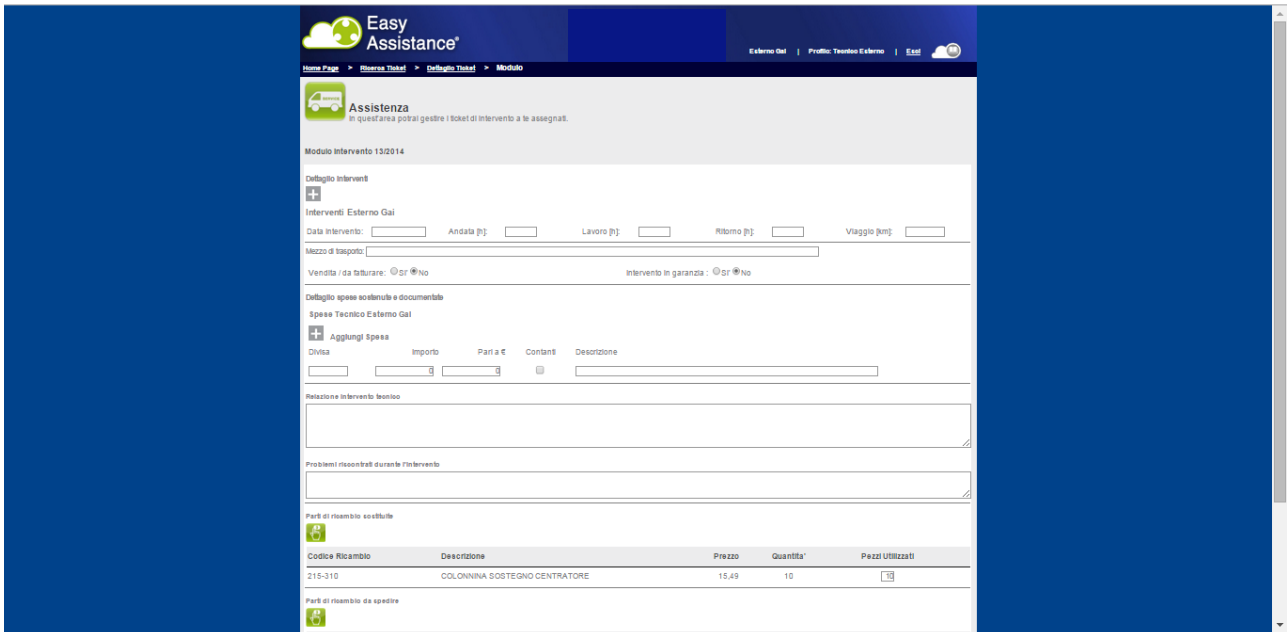 Easy
Assistance®
Esterno Gai | Profilo: Tecnico Esterno | Esci
Home Page > Ricerca Ticket > Dettaglio Ticket > Modulo
SERVICE
Assistenza
In quest'area potrai gestire i ticket di intervento a te assegnati.
Modulo Intervento 13/2014
Dettaglio Interventi
Interventi Esterno Gai
Data Intervento: Andata [h]: Lavoro [h]: Ritorno [h]: Viaggio [km]:
Mezzo di trasporto:
Vendita / da fatturare: SI' No Intervento in garanzia : SI' No
Dettaglio spese sostenute e documentate
Spese Tecnico Esterno Gai
Aggiungi Spesa
Divisa Importo Pari a € Contanti Descrizione
0 0
Relazione intervento tecnico
Problemi riscontrati durante l'intervento
Parti di ricambio sostituite
Codice Ricambio Descrizione Prezzo Quantita' Pezzi Utilizzati
215-310 COLONNINA SOSTEGNO CENTRATORE 15,49 10 10
Parti di ricambio da spedire